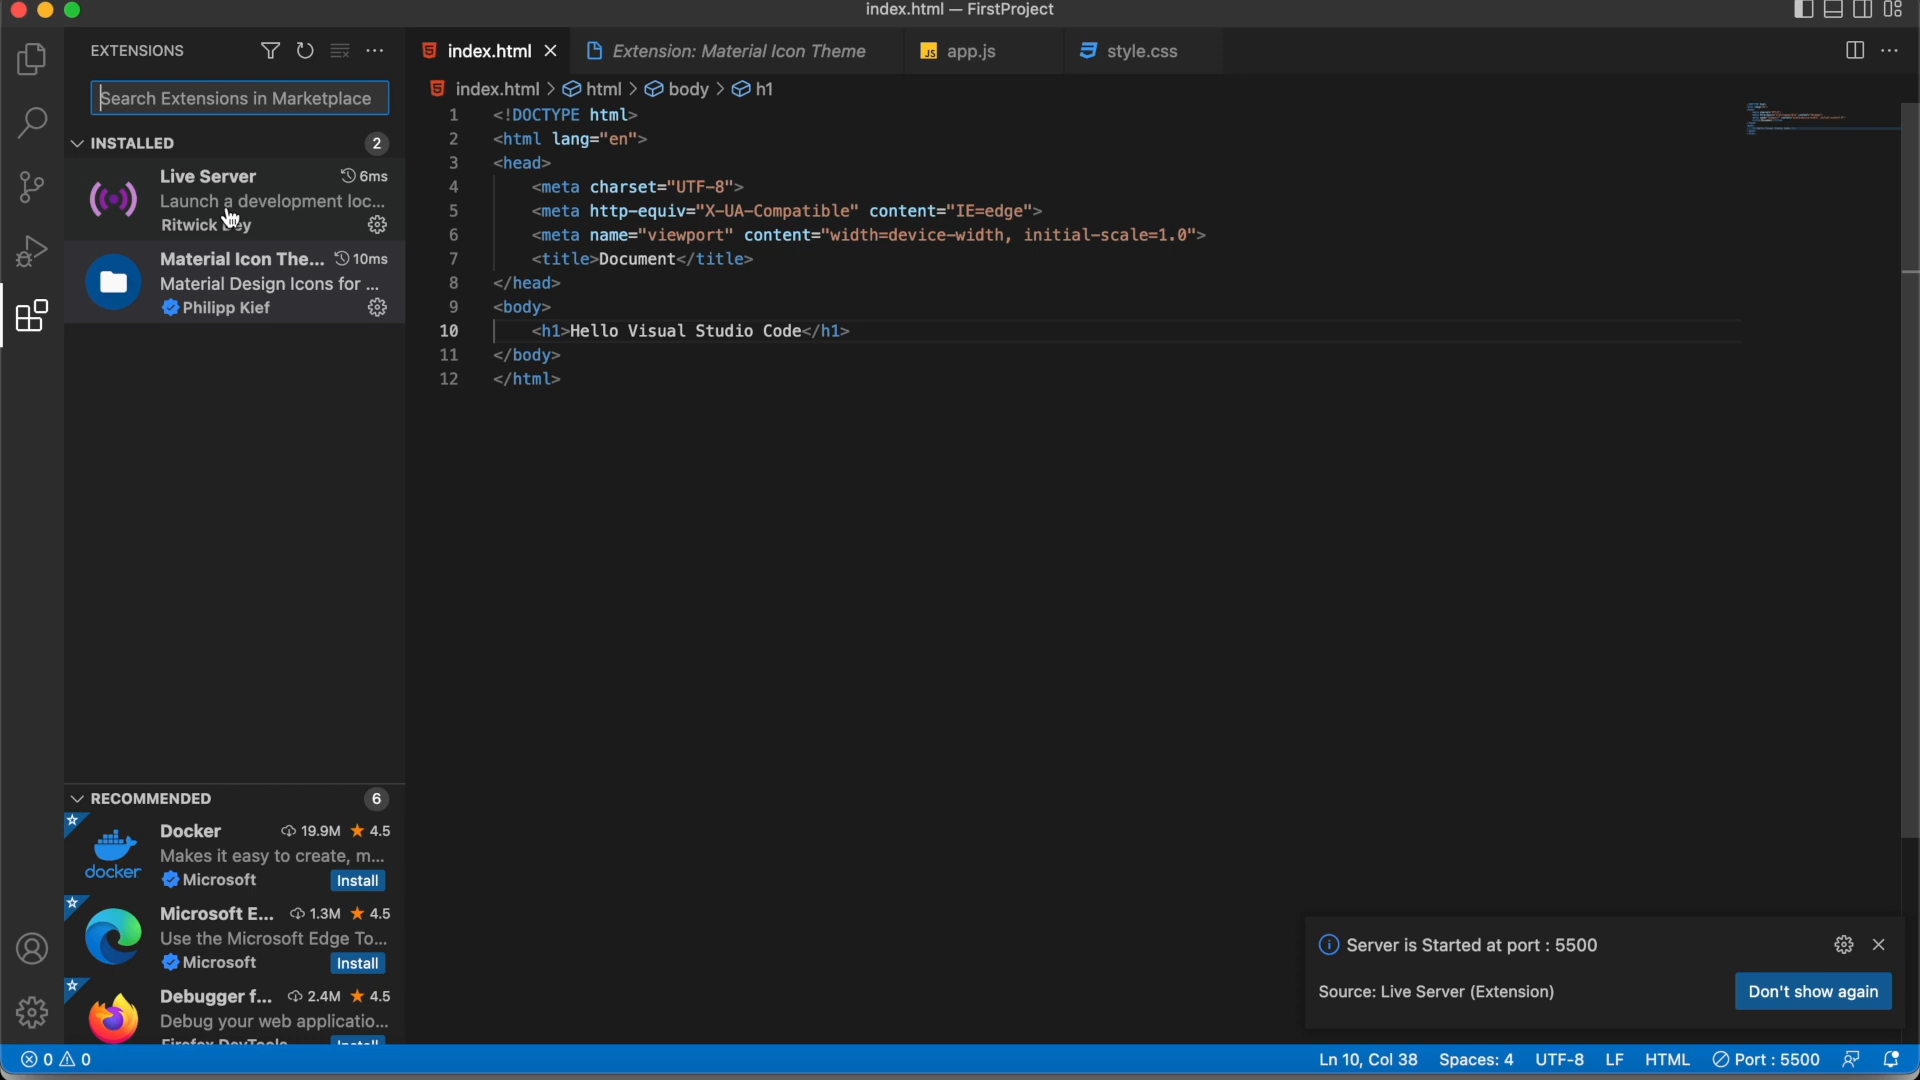 index.html — FirstProject
EXTENSIONS
index.html
Extension: Material Icon Theme
JS app.js
style.css
Search Extensions in Marketplace
index.html > html > body > h1
INSTALLED 2
Live Server 6ms
Launch a development loc...
Ritwick Dey
Material Icon The... 10ms
Material Design Icons for ...
Philipp Kief
1 <!DOCTYPE html>
2 <html lang="en">
3 <head>
4 <meta charset="UTF-8">
5 <meta http-equiv="X-UA-Compatible" content="IE=edge">
6 <meta name="viewport" content="width=device-width, initial-scale=1.0">
7 <title>Document</title>
8 </head>
9 <body>
10 <h1>Hello Visual Studio Code</h1>
11 </body>
12 </html>
RECOMMENDED 6
Docker 19.9M ★ 4.5
Makes it easy to create, m...
docker
Microsoft Install
Microsoft E... 1.3M ★ 4.5
Use the Microsoft Edge To...
Microsoft Install
Debugger f... 2.4M ★ 4.5
Debug your web applicatio...
Firefox DevTools Install
Server is Started at port : 5500
Source: Live Server (Extension)
Don't show again
0 0
Ln 10, Col 38
Spaces: 4
UTF-8
LF
HTML
Port : 5500